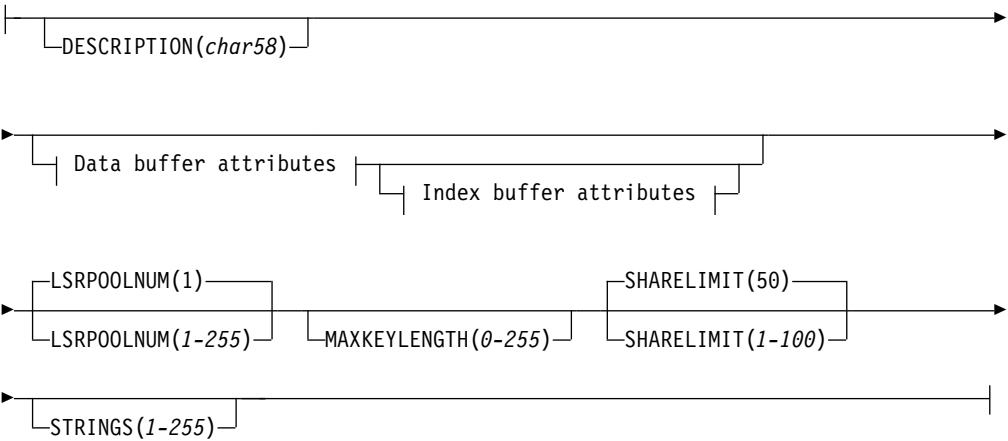 DESCRIPTION(char58)
Data buffer attributes
Index buffer attributes
LSRPOOLNUM(1) SHARELIMIT(50)
LSRPOOLNUM(1-255) MAXKEYLENGTH(0-255) SHARELIMIT(1-100)
STRINGS(1-255)